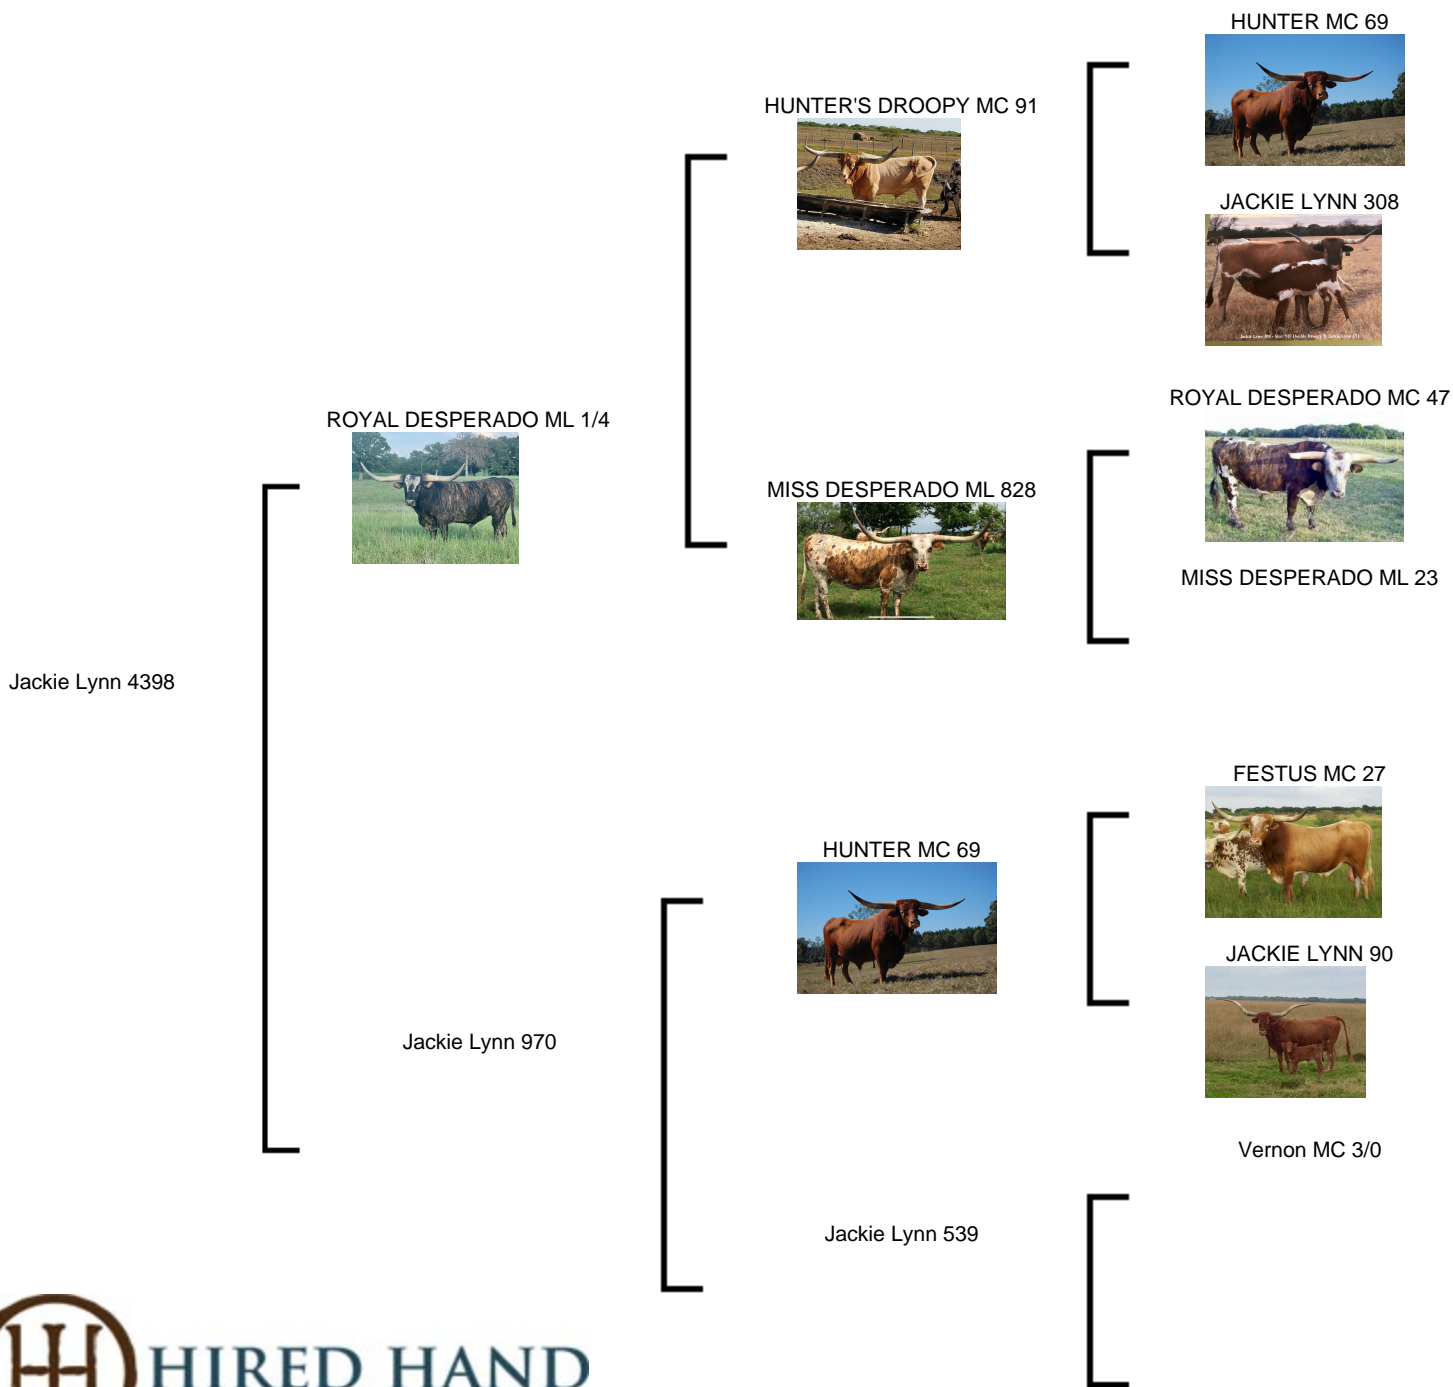 HUNTER MC 69
HUNTER'S DROOPY MC 91
JACKIE LYNN 308
ROYAL DESPERADO MC 47
ROYAL DESPERADO ML 1/4
MISS DESPERADO ML 828
MISS DESPERADO ML 23
Jackie Lynn 4398
FESTUS MC 27
HUNTER MC 69
JACKIE LYNN 90
Jackie Lynn 970
Vernon MC 3/0
Jackie Lynn 539
HIRED HAND